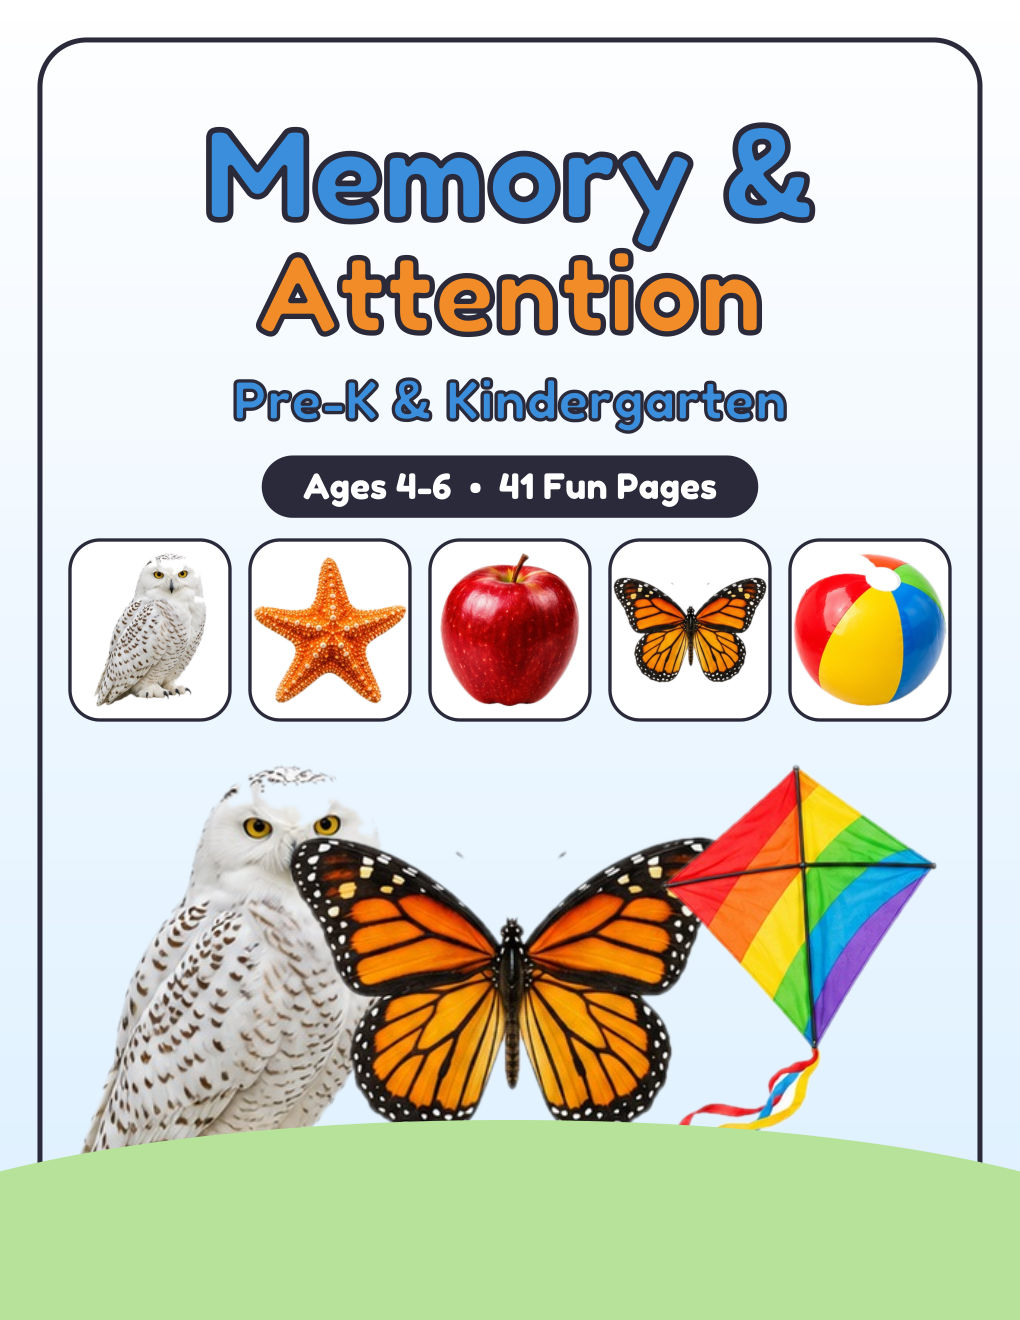 Memory &
Attention
Pre-K & Kindergarten
Ages 4-6 • 41 Fun Pages